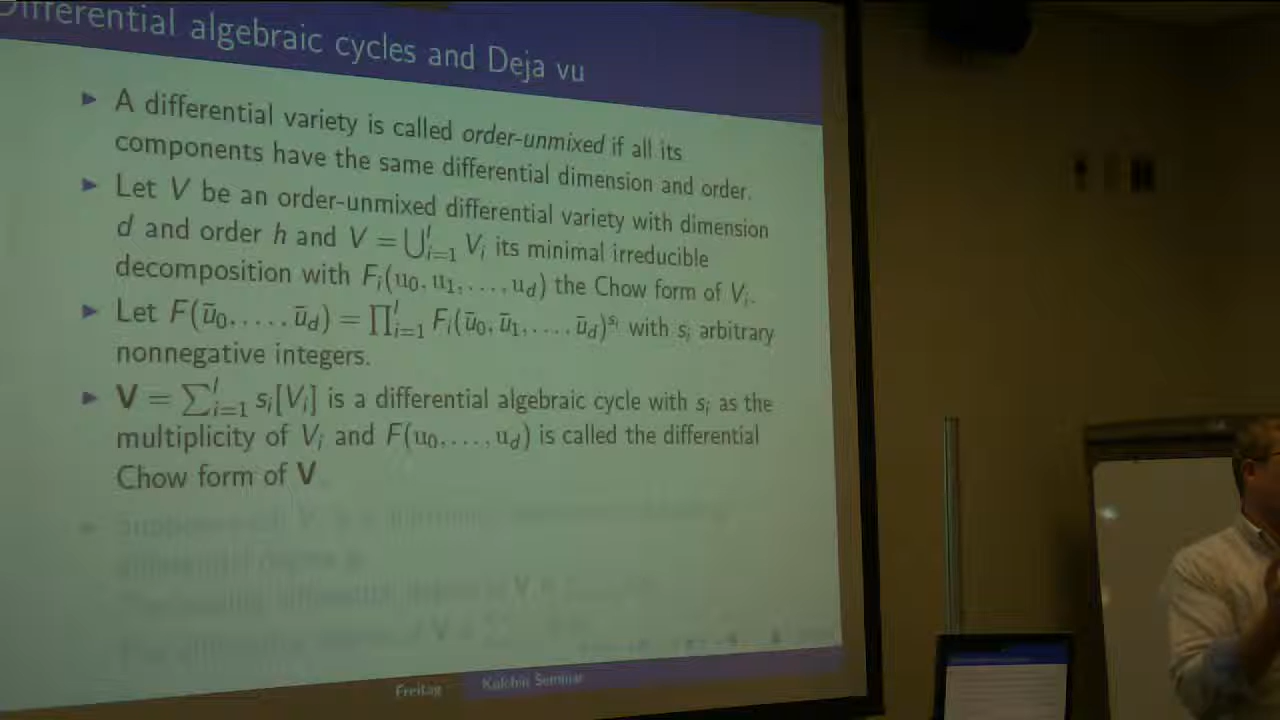 Differential algebraic cycles and Deja vu
▶ A differential variety is called order-unmixed if all its
components have the same differential dimension and order.
▶ Let V be an order-unmixed differential variety with dimension
d and order h and V = ⋃ᵢ₌₁ˡ Vᵢ its minimal irreducible
decomposition with Fᵢ(u₀, u₁, . . . , u_d) the Chow form of Vᵢ.
▶ Let F(ū₀, . . . , ū_d) = ∏ᵢ₌₁ˡ Fᵢ(ū₀, ū₁, . . . , ū_d)^{sᵢ} with sᵢ arbitrary
nonnegative integers.
▶ V = ∑ᵢ₌₁ˡ sᵢ[Vᵢ] is a differential algebraic cycle with sᵢ as the
multiplicity of Vᵢ and F(u₀, . . . , u_d) is called the differential
Chow form of V
Freitag Kolchin Seminar